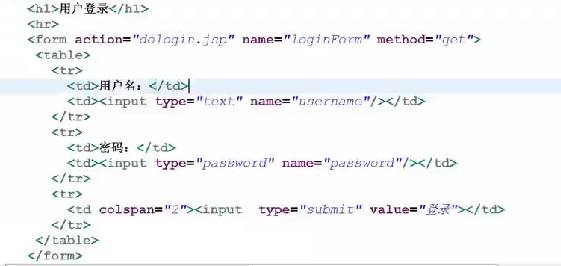 <h1>用户登录</h1>
<hr>
<form action="dologin.jsp" name="loginForm" method="get">
<table>
<tr>
<td>用户名：</td>
<td><input type="text" name="username"/></td>
</tr>
<tr>
<td>密码：</td>
<td><input type="password" name="password"/></td>
</tr>
<tr>
<td colspan="2"><input  type="submit" value="登录"></td>
</tr>
</table>
</form>